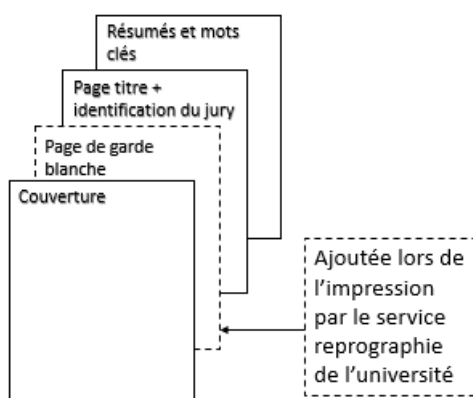 Résumés et mots
clés
Page titre +
identification du jury
Page de garde
blanche
Couverture
Ajoutée lors de
l'impression
par le service
reprographie
de l'université